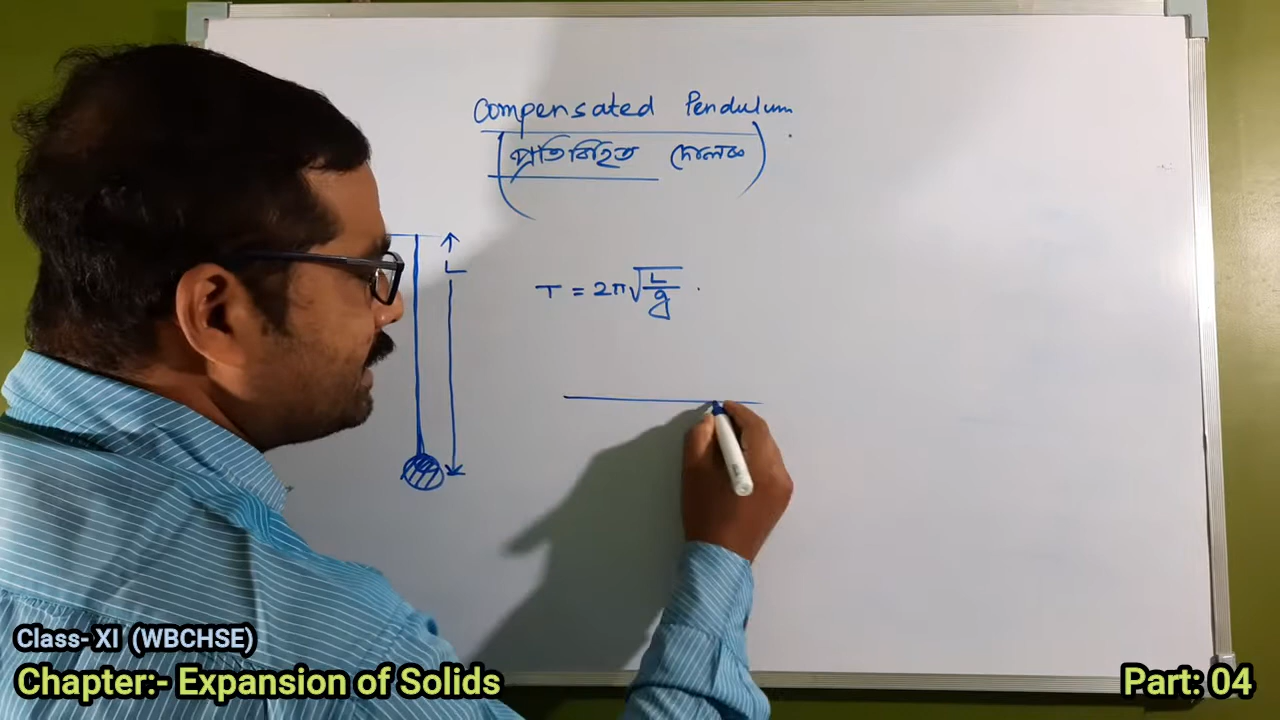 Compensated Pendulum
(প্রতিবিহিত দোলক)
L
T = 2π√(L/g)
Class- XI (WBCHSE)
Chapter:- Expansion of Solids
Part: 04